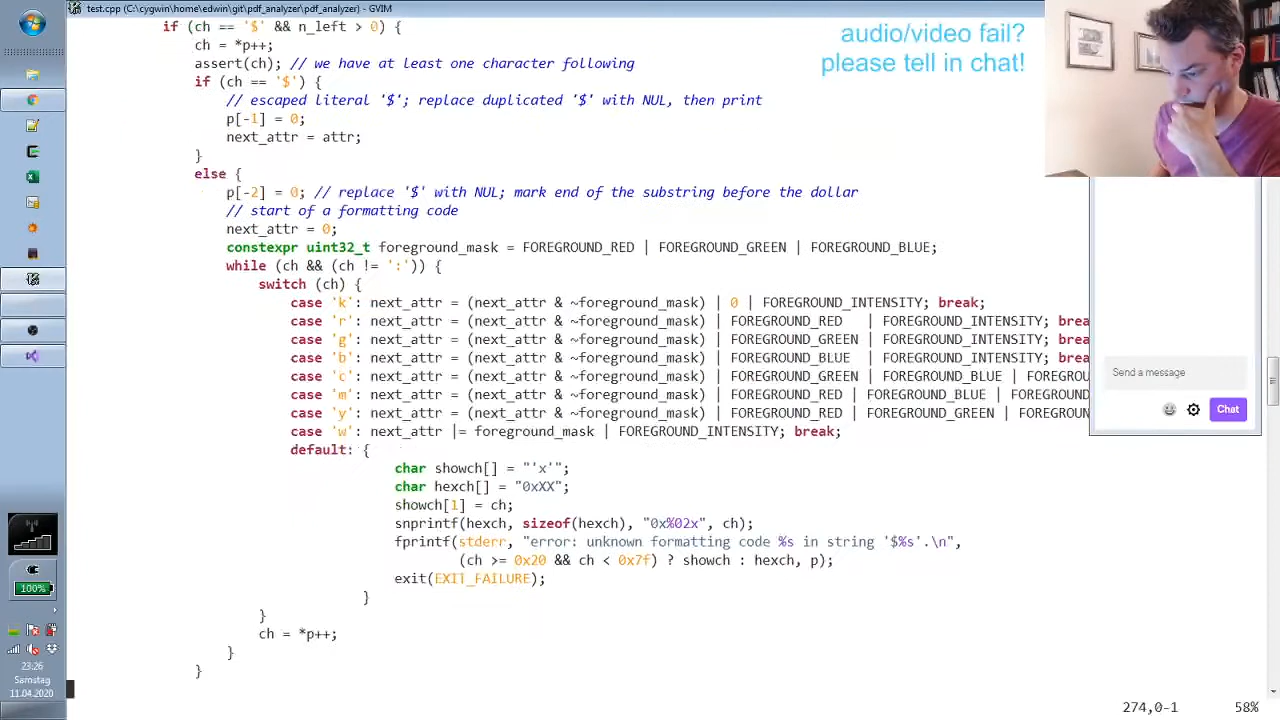 test.cpp (C:\cygwin\home\edwin\git\pdf_analyzer\pdf_analyzer) - GVIM
if (ch == '$' && n_left > 0) {
ch = *p++;
assert(ch); // we have at least one character following
if (ch == '$') {
// escaped literal '$'; replace duplicated '$' with NUL, then print
p[-1] = 0;
next_attr = attr;
}
else {
p[-2] = 0; // replace '$' with NUL; mark end of the substring before the dollar
// start of a formatting code
next_attr = 0;
constexpr uint32_t foreground_mask = FOREGROUND_RED | FOREGROUND_GREEN | FOREGROUND_BLUE;
while (ch && (ch != ':')) {
switch (ch) {
case 'k': next_attr = (next_attr & ~foreground_mask) | 0 | FOREGROUND_INTENSITY; break;
case 'r': next_attr = (next_attr & ~foreground_mask) | FOREGROUND_RED   | FOREGROUND_INTENSITY; brea
case 'g': next_attr = (next_attr & ~foreground_mask) | FOREGROUND_GREEN | FOREGROUND_INTENSITY; brea
case 'b': next_attr = (next_attr & ~foreground_mask) | FOREGROUND_BLUE  | FOREGROUND_INTENSITY; brea
case 'c': next_attr = (next_attr & ~foreground_mask) | FOREGROUND_GREEN | FOREGROUND_BLUE | FOREGROU
case 'm': next_attr = (next_attr & ~foreground_mask) | FOREGROUND_RED | FOREGROUND_BLUE | FOREGROUND
case 'y': next_attr = (next_attr & ~foreground_mask) | FOREGROUND_RED | FOREGROUND_GREEN | FOREGROUN
case 'w': next_attr |= foreground_mask | FOREGROUND_INTENSITY; break;
default: {
char showch[] = "'x'";
char hexch[] = "0xXX";
showch[1] = ch;
snprintf(hexch, sizeof(hexch), "0x%02x", ch);
fprintf(stderr, "error: unknown formatting code %s in string '$%s'.\n",
(ch >= 0x20 && ch < 0x7f) ? showch : hexch, p);
exit(EXIT_FAILURE);
}
}
ch = *p++;
}
}
274,0-1 58%
audio/video fail?
please tell in chat!
Send a message
Chat
100%
23:26
Samstag
11.04.2020